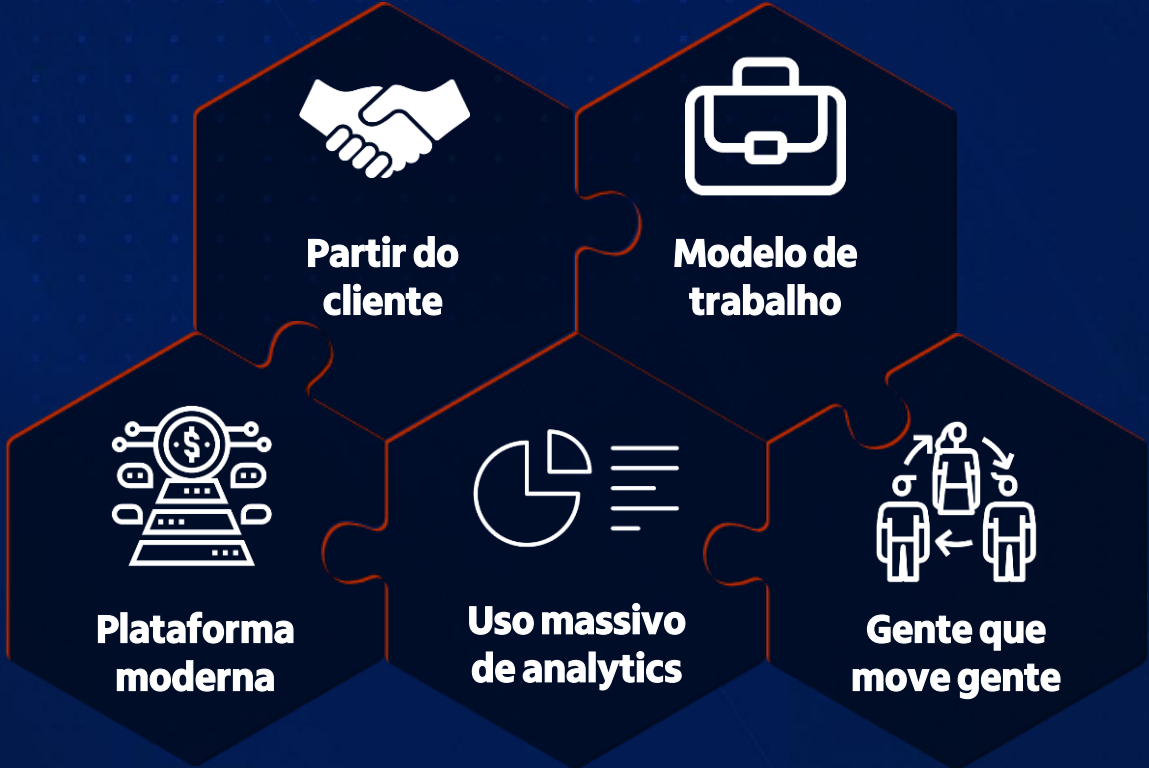 Partir do
cliente
Modelo de
trabalho
Plataforma
moderna
Uso massivo
de analytics
Gente que
move gente